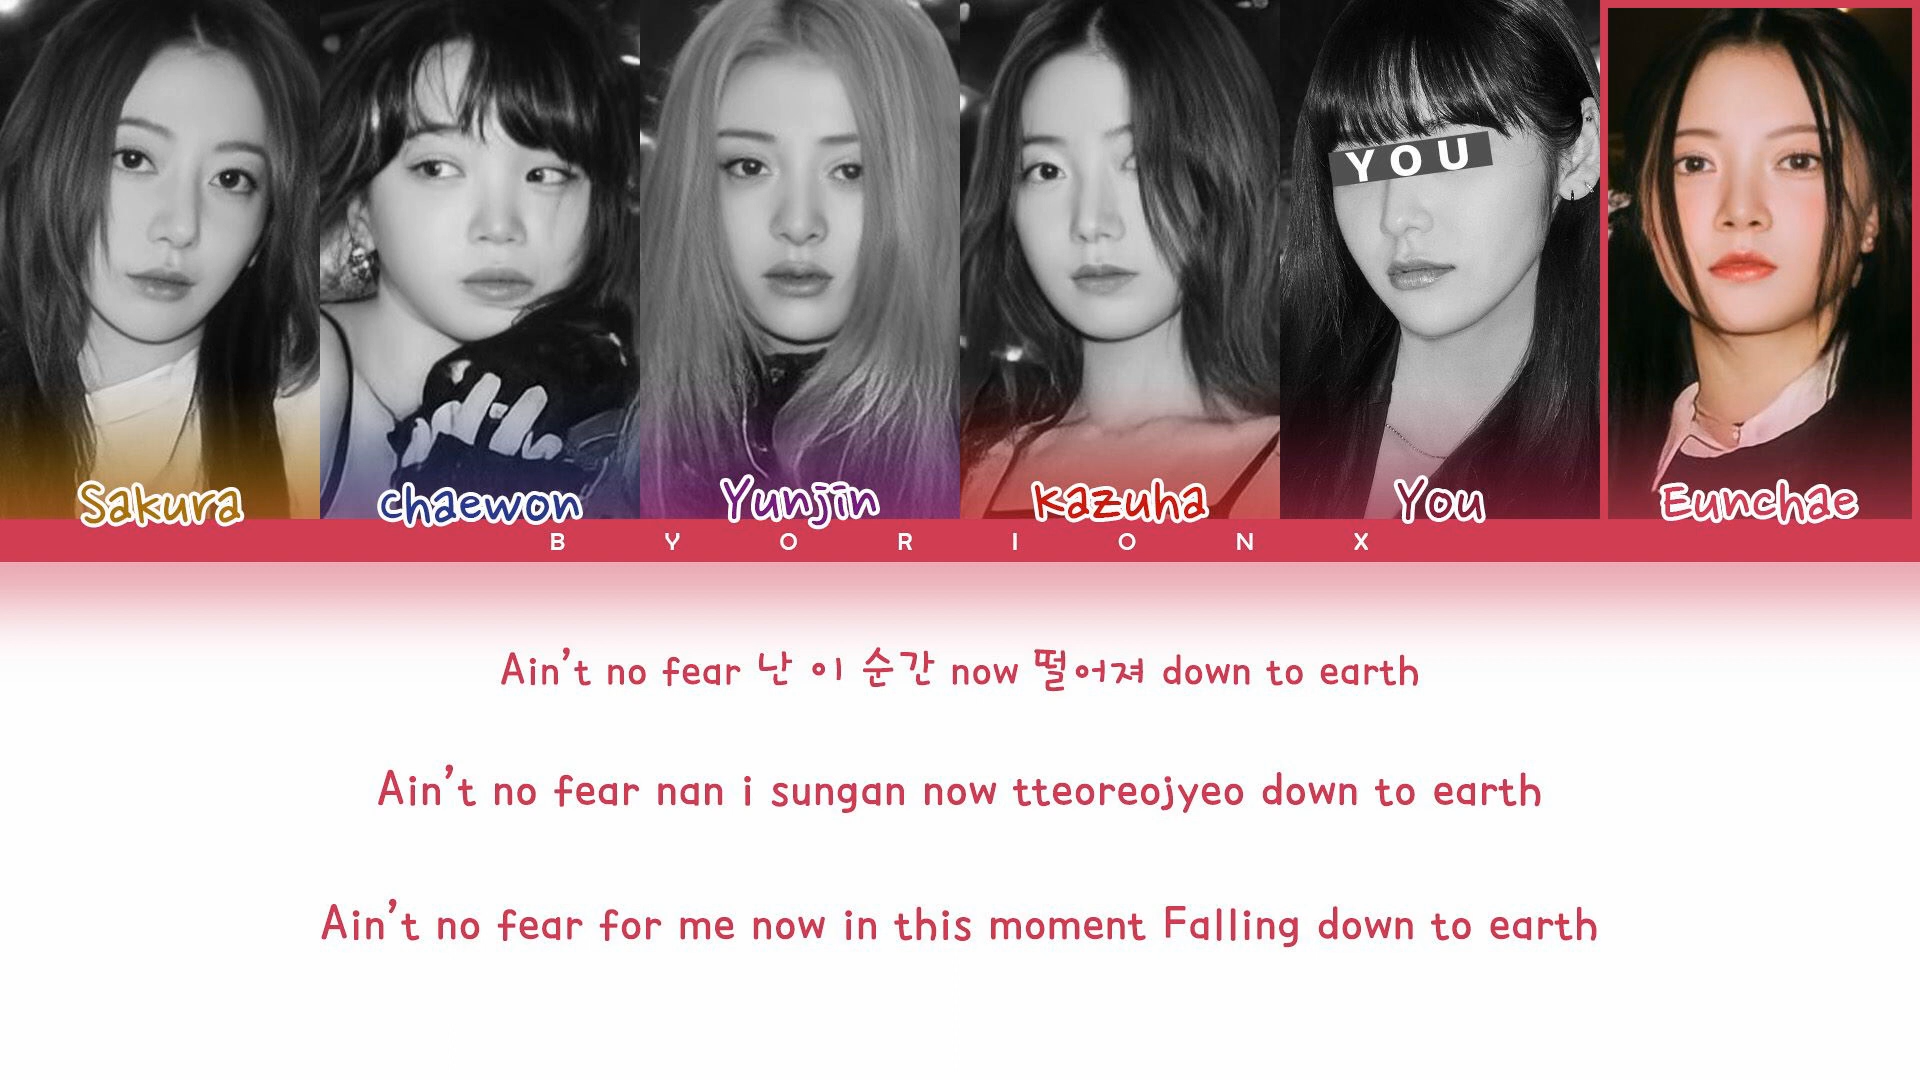 YOU
Sakura
chaewon
Yunjin
kazuha
You
Eunchae
BYORIONX
Ain't no fear 난 이 순간 now 떨어져 down to earth
Ain't no fear nan i sungan now tteoreojyeo down to earth
Ain't no fear for me now in this moment Falling down to earth